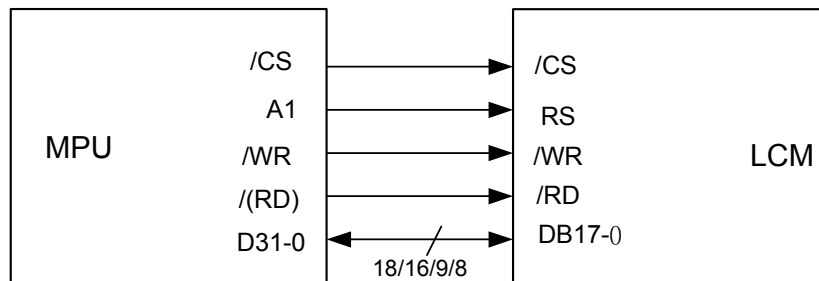 /CS /CS
A1 RS
MPU /WR /WR LCM
/(RD) /RD
D31-0 DB17-0
18/16/9/8